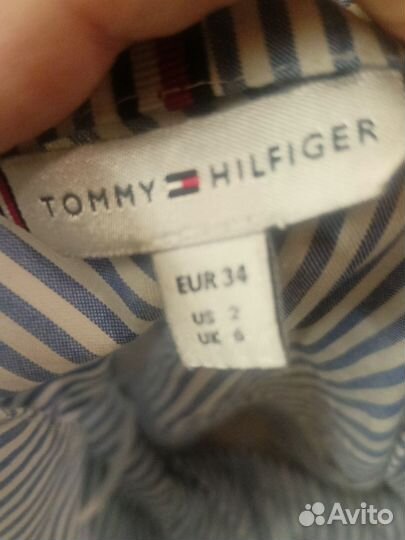 TOMMY HILFIGER
EUR 34
US 2
UK 6
Avito